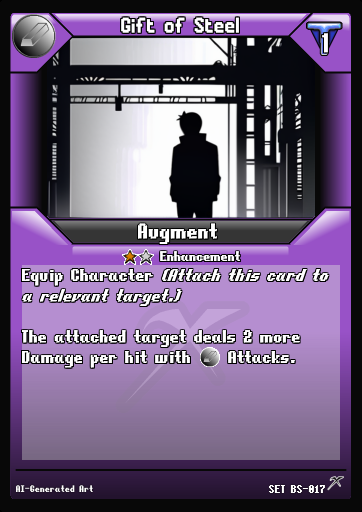 Gift of Steel
1
Augment
Enhancement
Equip Character (Attach this card to
a relevant target.)
The attached target deals 2 more
Damage per hit with Attacks.
AI-Generated Art
SET BS-017